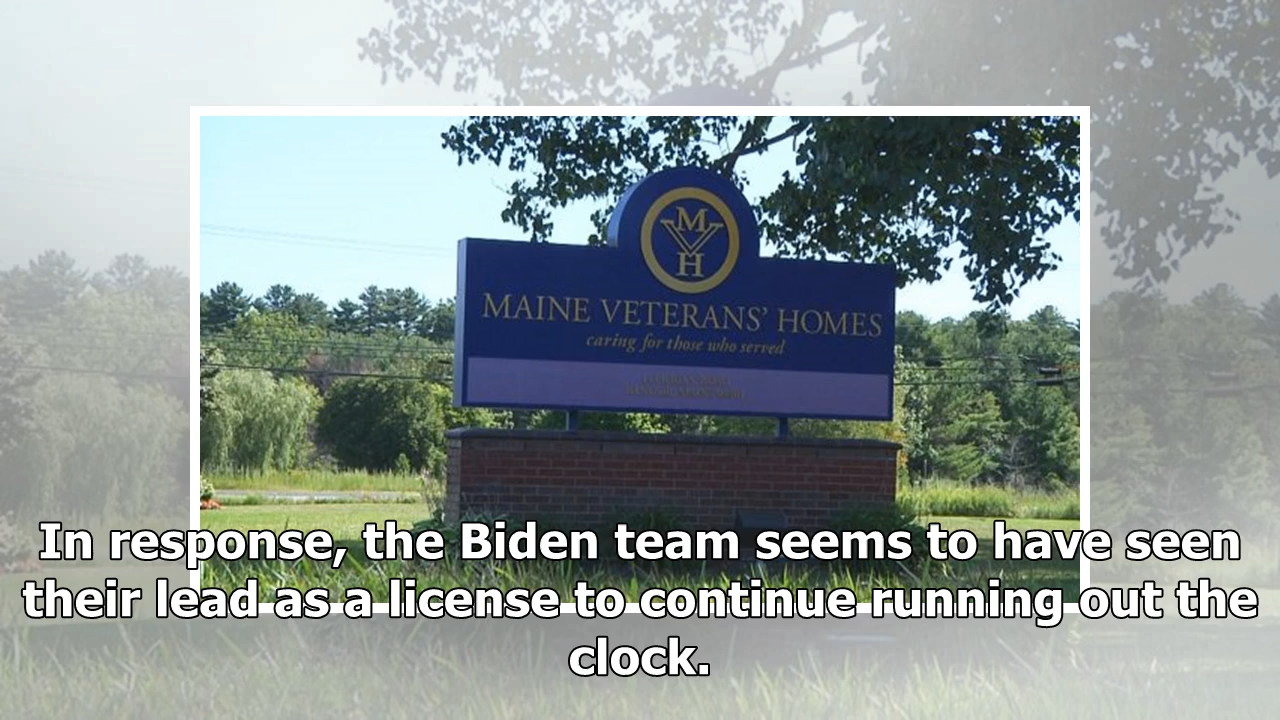 M
V
H
MAINE VETERANS' HOMES
caring for those who served
In response, the Biden team seems to have seen
their lead as a license to continue running out the
clock.